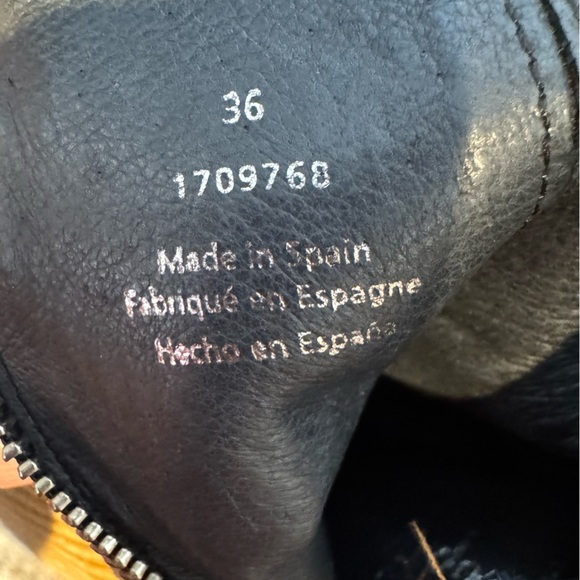 36
1709768
Made in Spain
Fabriqué en Espagne
Hecho en España